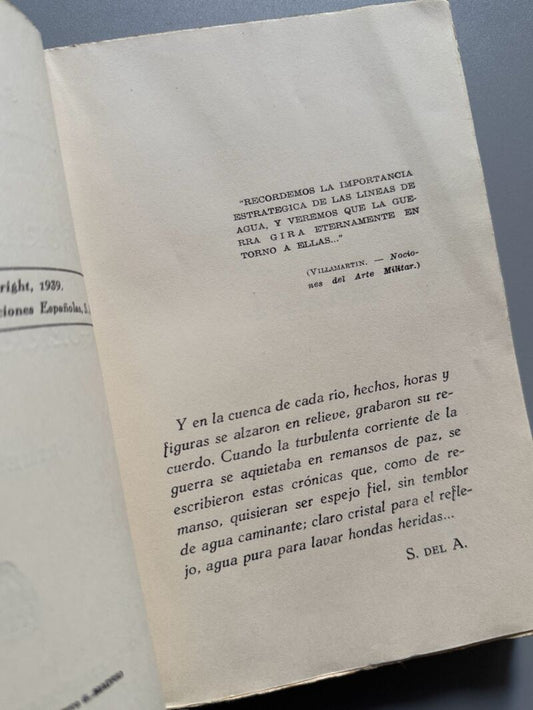 right, 1939.
ciones Españolas, S.
"RECORDEMOS LA IMPORTANCIA
ESTRATEGICA DE LAS LINEAS DE
AGUA, Y VEREMOS QUE LA GUE-
RRA GIRA ETERNAMENTE EN
TORNO A ELLAS..."
(VILLAMARTIN. — Nocio-
nes del Arte Militar.)
Y en la cuenca de cada río, hechos, horas y
figuras se alzaron en relieve, grabaron su re-
cuerdo. Cuando la turbulenta corriente de la
guerra se aquietaba en remansos de paz, se
escribieron estas crónicas que, como de re-
manso, quisieran ser espejo fiel, sin temblor
de agua caminante; claro cristal para el refle-
jo, agua pura para lavar hondas heridas...
S. DEL A.